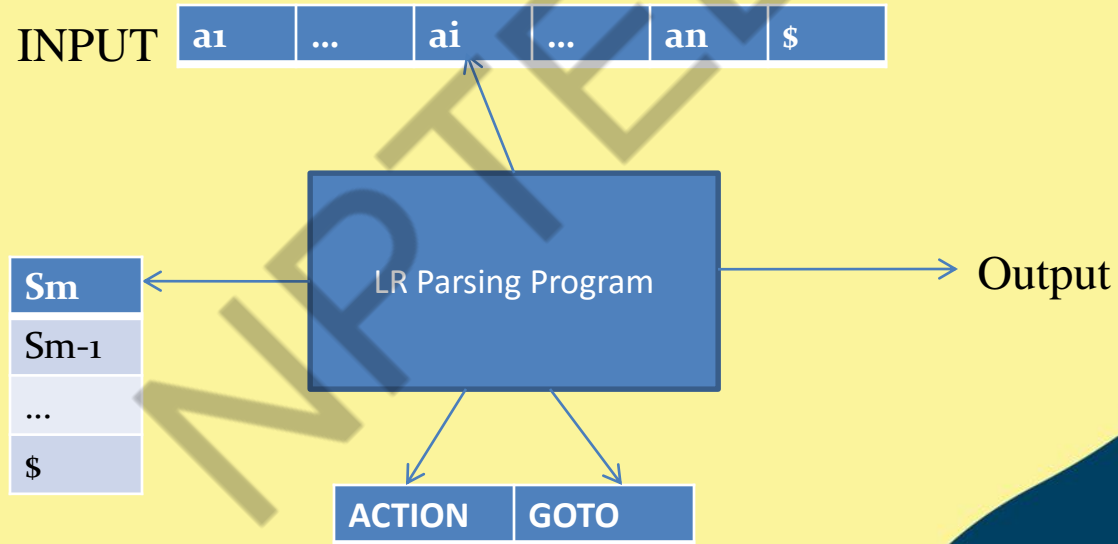 INPUT a1 ... ai ... an $
LR Parsing Program
Output
Sm
Sm-1
...
$
ACTION GOTO
NPTEL